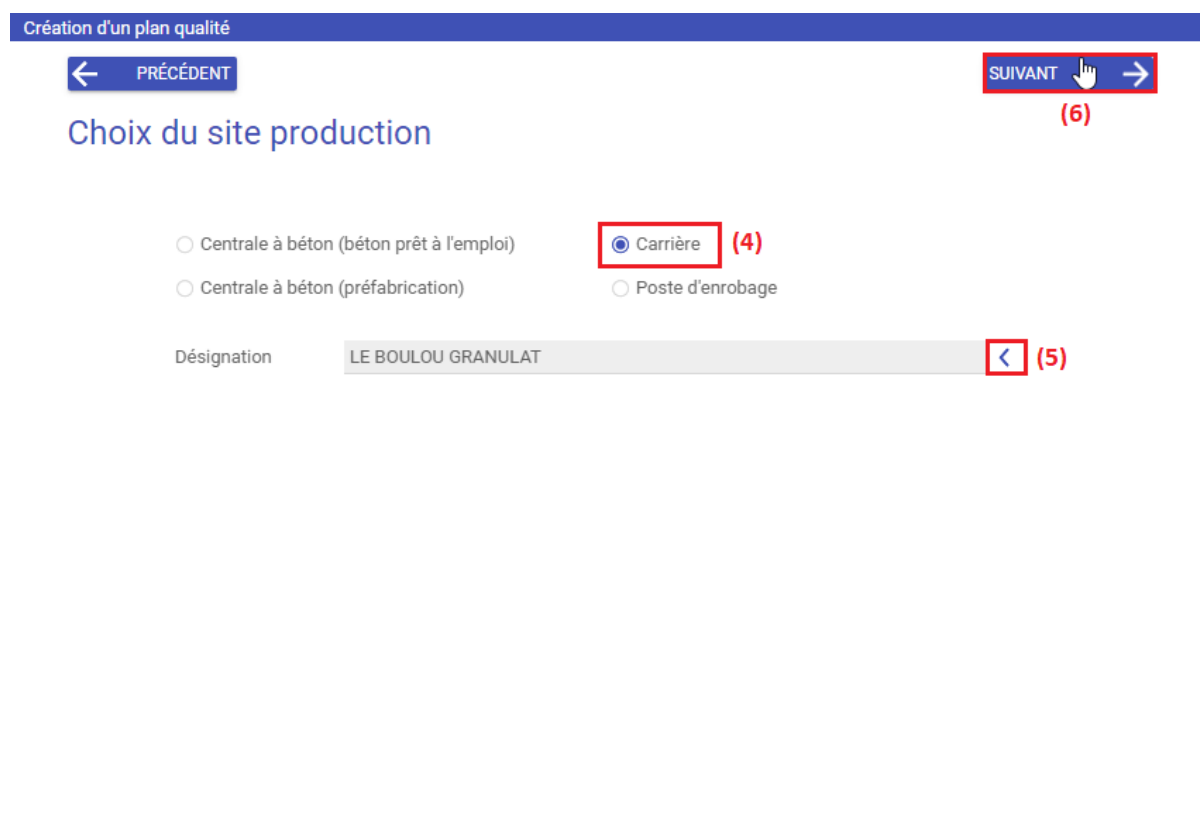 Création d'un plan qualité
PRÉCÉDENT
SUIVANT
(6)
Choix du site production
Centrale à béton (béton prêt à l'emploi)
Carrière
(4)
Centrale à béton (préfabrication)
Poste d'enrobage
Désignation
LE BOULOU GRANULAT
(5)